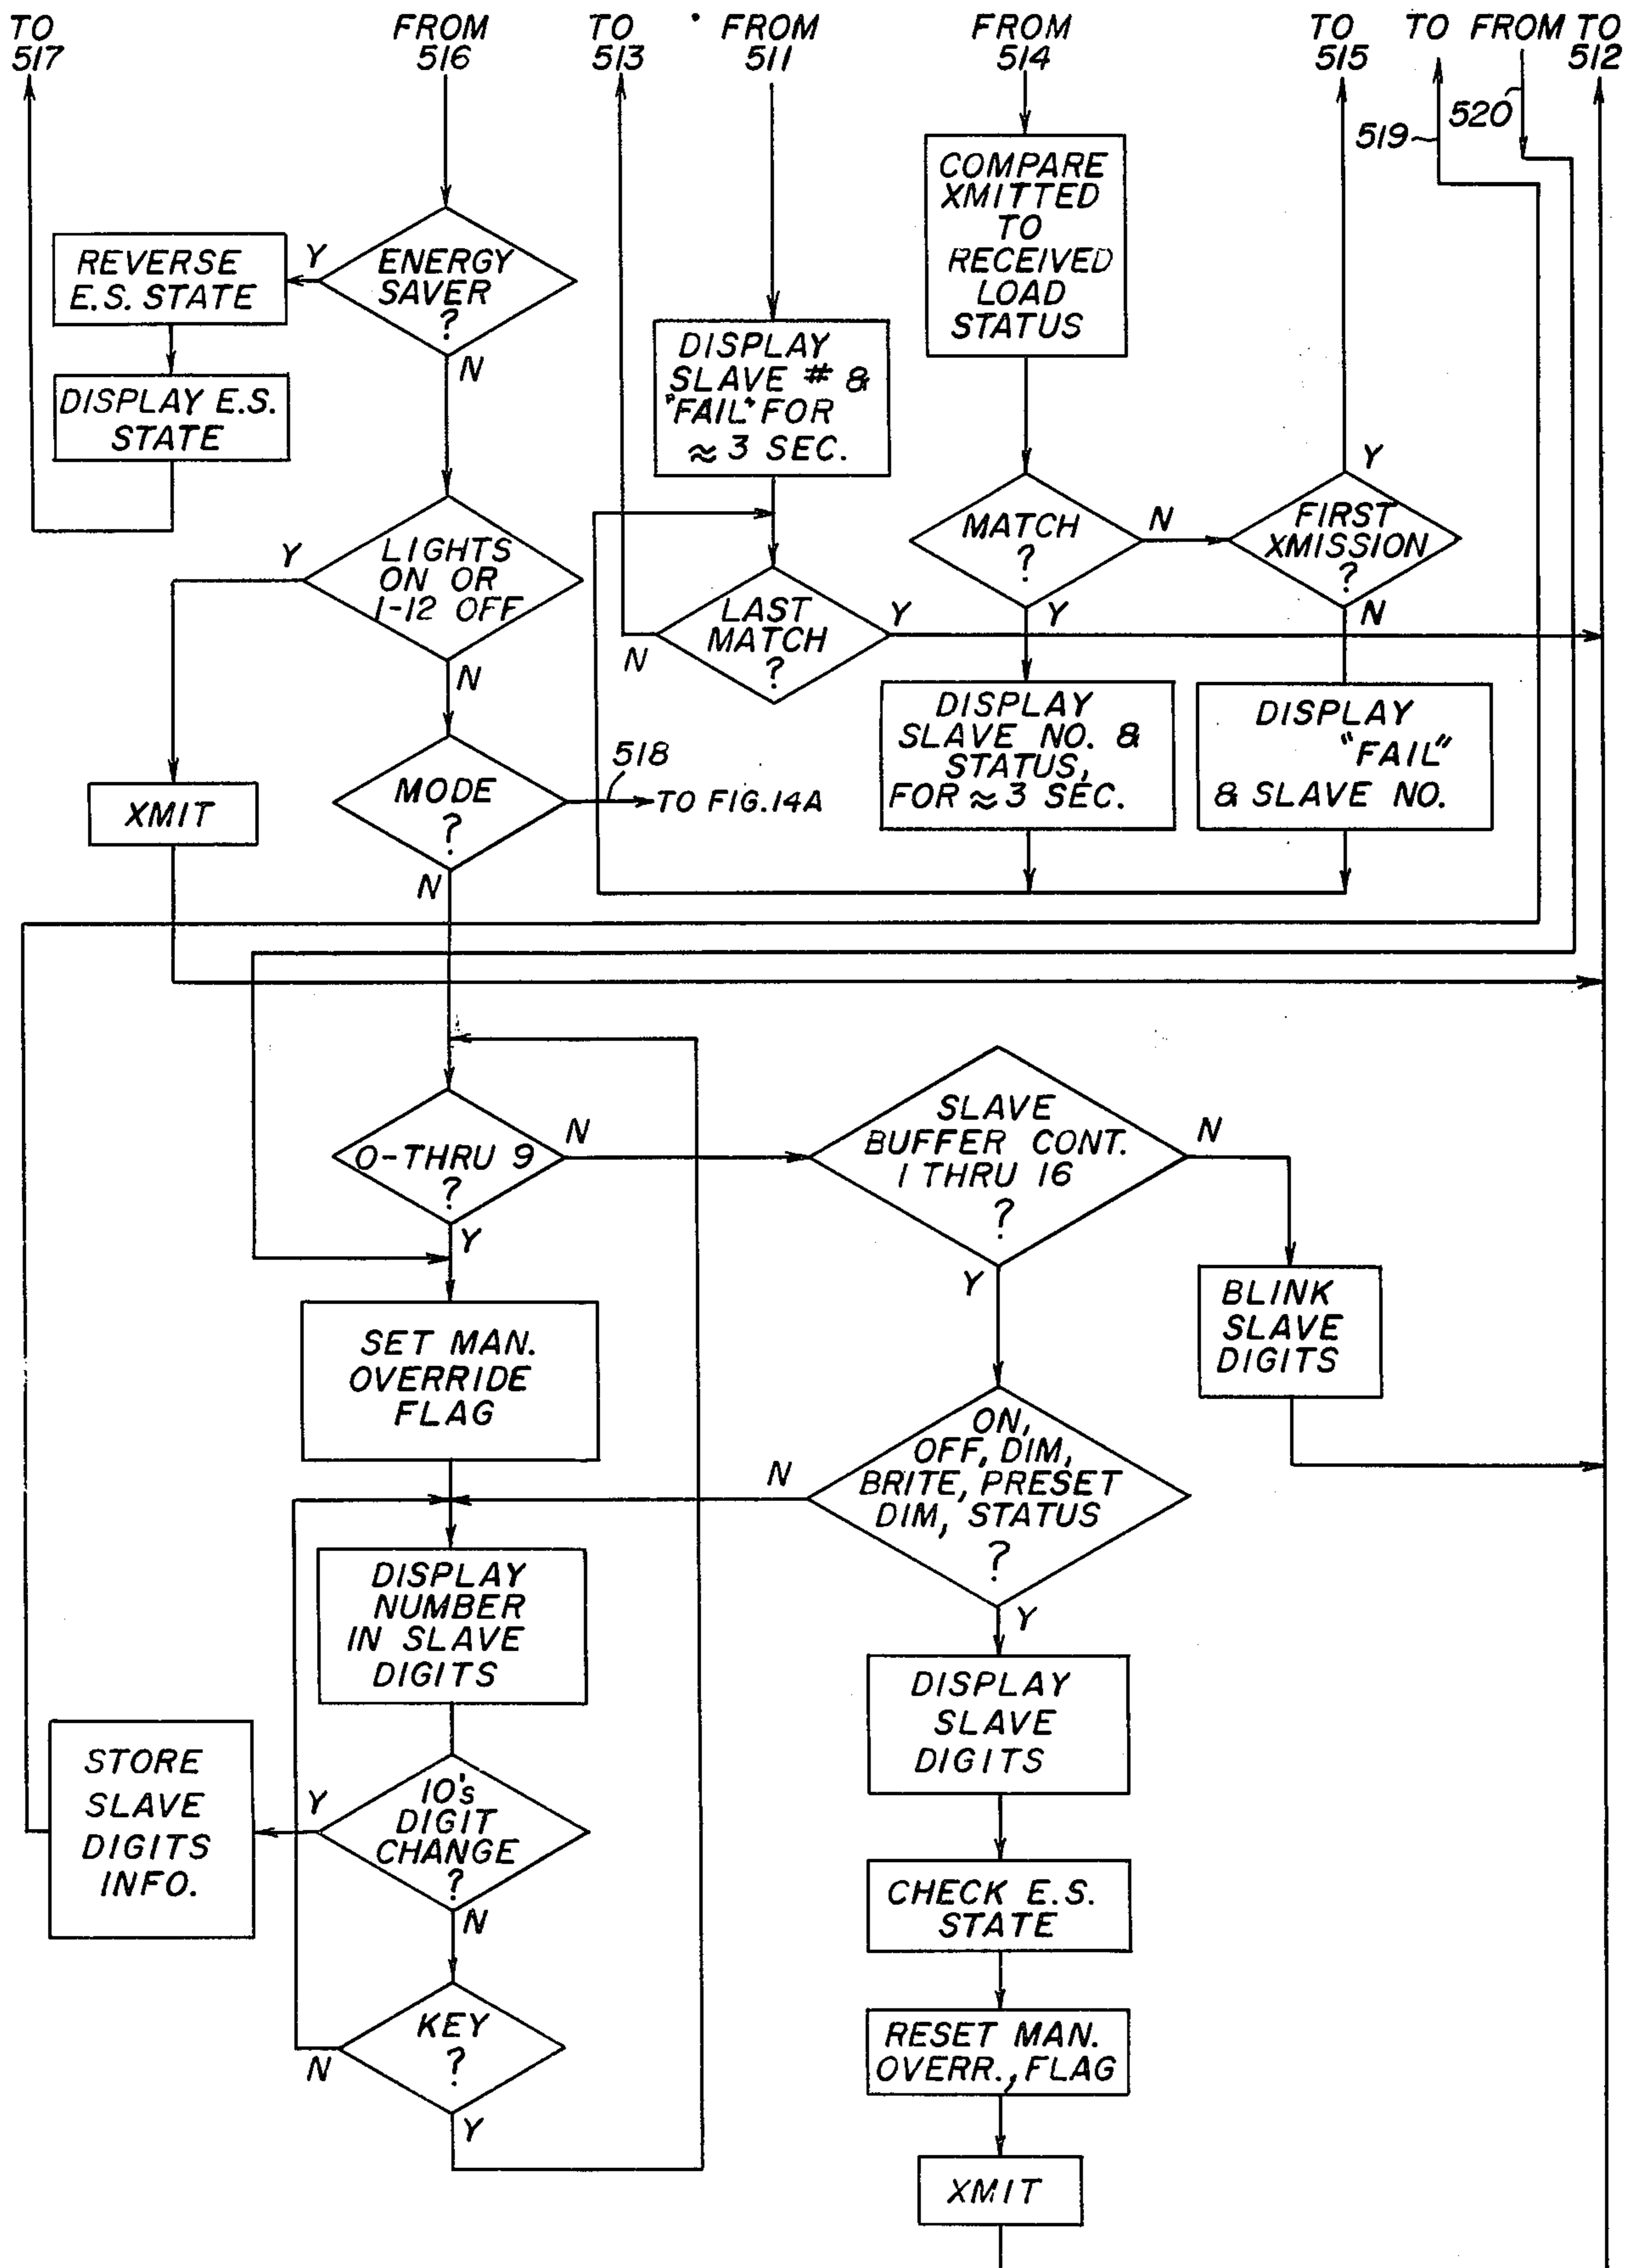 TO
517
FROM
516
TO
513
FROM
511
FROM
514
TO
515
TO FROM TO
512
519
520
COMPARE
XMITTED
TO
RECEIVED
LOAD
STATUS
REVERSE
E.S. STATE
Y
ENERGY
SAVER
?
N
DISPLAY E.S.
STATE
DISPLAY
SLAVE # &
"FAIL" FOR
≈ 3 SEC.
Y
LIGHTS
ON OR
1-12 OFF
N
LAST
MATCH
?
Y
N
MATCH
?
N
Y
FIRST
XMISSION
?
Y
N
XMIT
MODE
?
N
518
TO FIG.14A
DISPLAY
SLAVE NO. &
STATUS,
FOR ≈ 3 SEC.
DISPLAY
"FAIL"
& SLAVE NO.
0-THRU 9
?
N
Y
SLAVE
BUFFER CONT.
1 THRU 16
?
N
Y
BLINK
SLAVE
DIGITS
SET MAN.
OVERRIDE
FLAG
ON,
OFF, DIM,
BRITE, PRESET
DIM, STATUS
?
N
Y
DISPLAY
NUMBER
IN SLAVE
DIGITS
DISPLAY
SLAVE
DIGITS
STORE
SLAVE
DIGITS
INFO.
Y
10's
DIGIT
CHANGE
?
N
CHECK E.S.
STATE
KEY
?
N
Y
RESET MAN.
OVERR., FLAG
XMIT